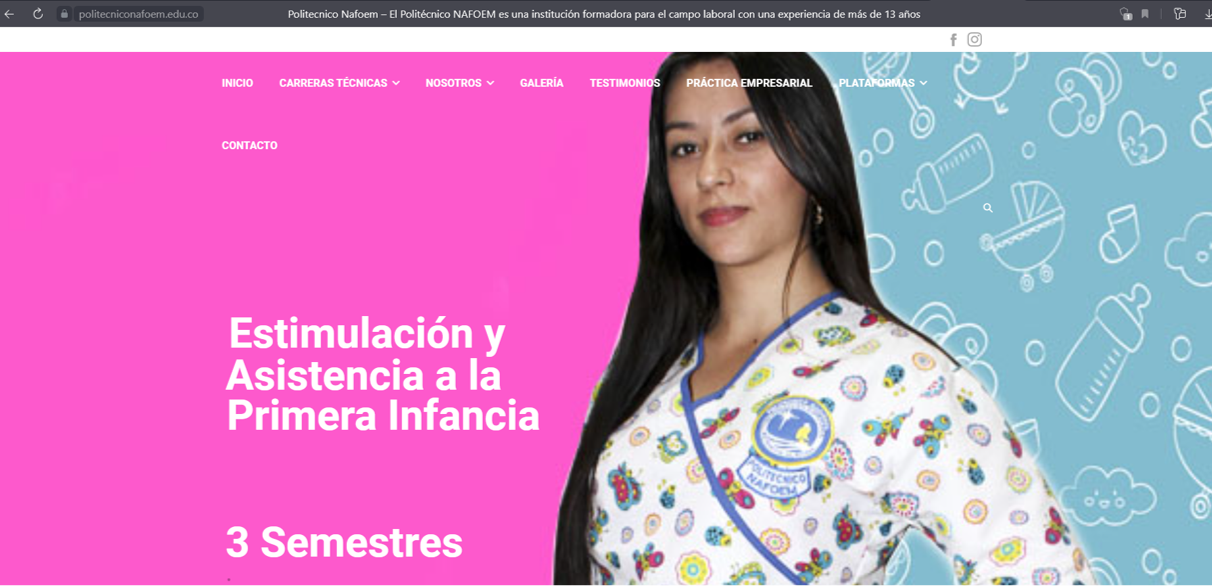 politecniconafoem.edu.co
Politecnico Nafoem – El Politécnico NAFOEM es una institución formadora para el campo laboral con una experiencia de más de 13 años
1
INICIO
CARRERAS TÉCNICAS
NOSOTROS
GALERÍA
TESTIMONIOS
PRÁCTICA EMPRESARIAL
PLATAFORMAS
CONTACTO
Estimulación y
Asistencia a la
Primera Infancia
POLITECNICO
NAFOEM
3 Semestres